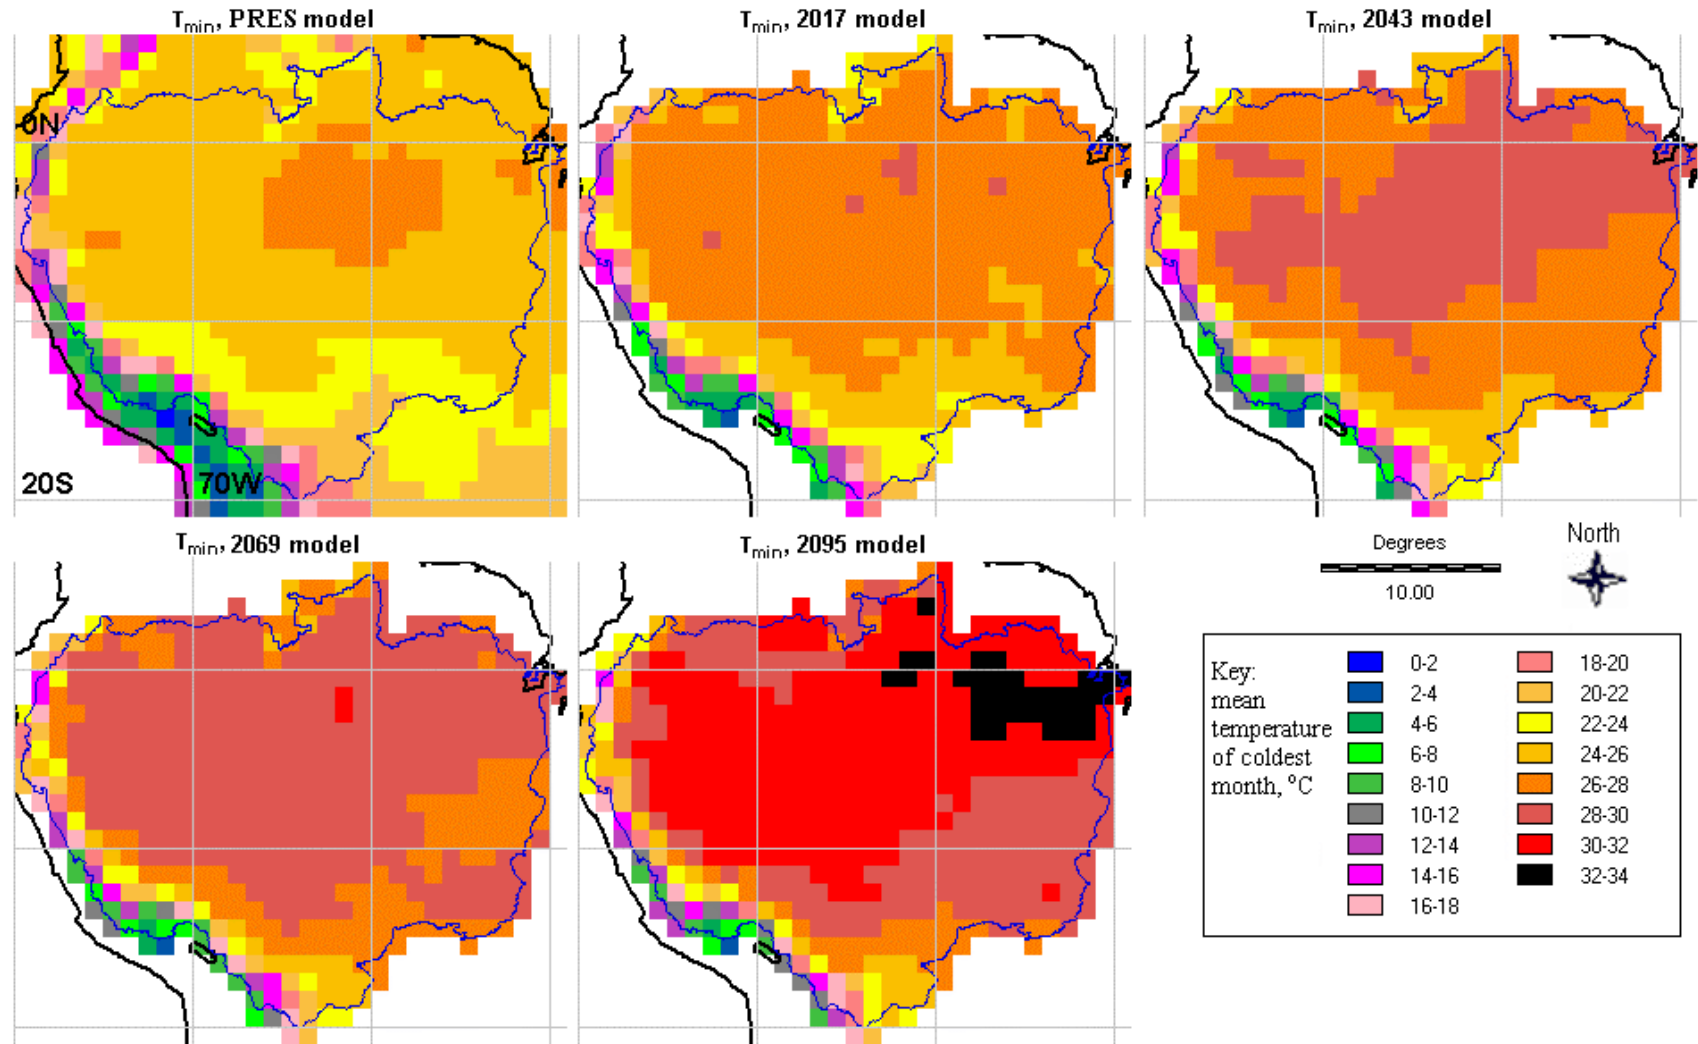 Tmin, PRES model
Tmin, 2017 model
Tmin, 2043 model
0N
20S
70W
Tmin, 2069 model
Tmin, 2095 model
Degrees
10.00
North
Key:
mean
temperature
of coldest
month, °C
0-2
2-4
4-6
6-8
8-10
10-12
12-14
14-16
16-18
18-20
20-22
22-24
24-26
26-28
28-30
30-32
32-34